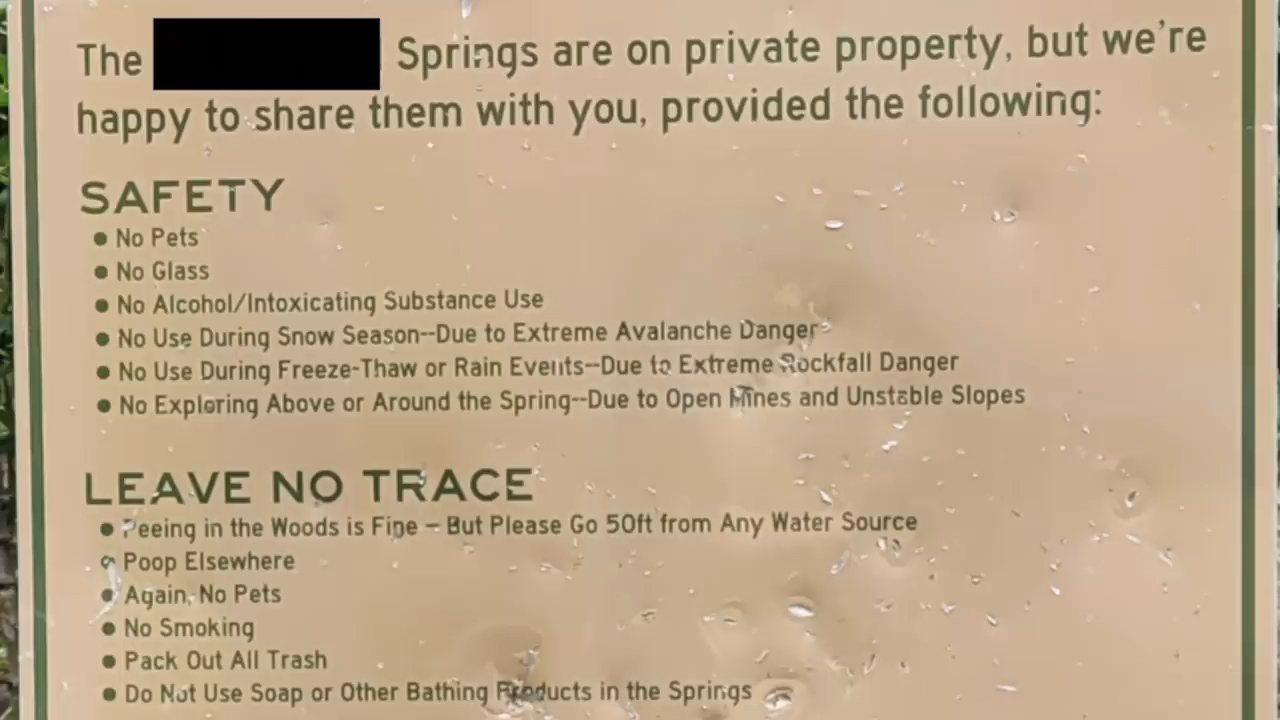 The Springs are on private property, but we're
happy to share them with you, provided the following:
SAFETY
● No Pets
● No Glass
● No Alcohol/Intoxicating Substance Use
● No Use During Snow Season--Due to Extreme Avalanche Danger
● No Use During Freeze-Thaw or Rain Events--Due to Extreme Rockfall Danger
● No Exploring Above or Around the Spring--Due to Open Mines and Unstable Slopes
LEAVE NO TRACE
● Peeing in the Woods is Fine – But Please Go 50ft from Any Water Source
● Poop Elsewhere
● Again, No Pets
● No Smoking
● Pack Out All Trash
● Do Not Use Soap or Other Bathing Products in the Springs